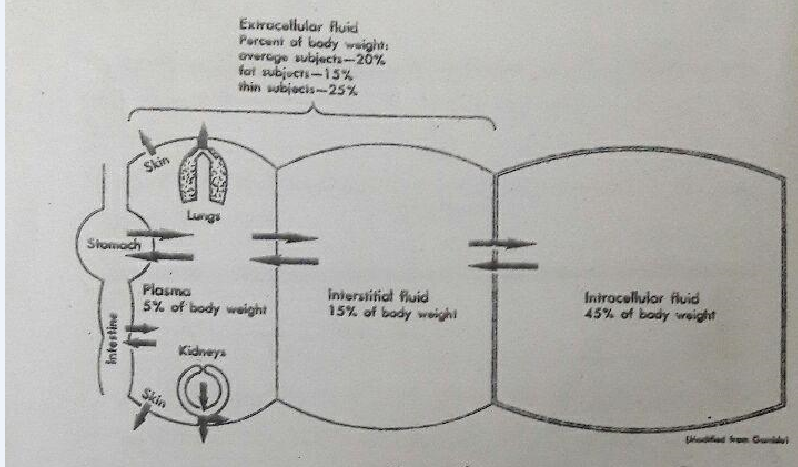 Extracellular fluid
Percent of body weight:
average subjects—20%
fat subjects—15%
thin subjects—25%
Skin
Lungs
Stomach
Plasma
5% of body weight
Interstitial fluid
15% of body weight
Intracellular fluid
45% of body weight
Intestine
Kidneys
Skin
(Modified from Gamble)